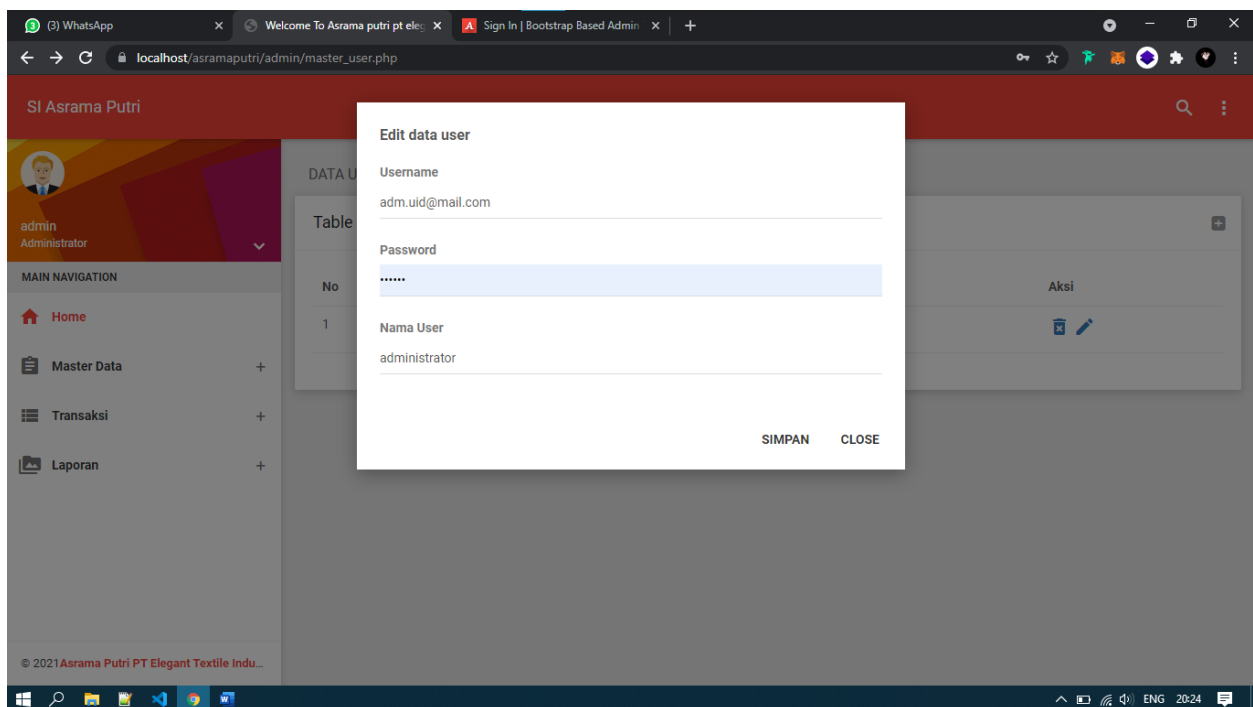 (3) WhatsApp
Welcome To Asrama putri pt eleg
Sign In | Bootstrap Based Admin
localhost/asramaputri/admin/master_user.php
SI Asrama Putri
admin
Administrator
MAIN NAVIGATION
Home
Master Data
Transaksi
Laporan
© 2021 Asrama Putri PT Elegant Textile Indu...
DATA U
Table
No
Aksi
1
Edit data user
Username
adm.uid@mail.com
Password
••••••
Nama User
administrator
SIMPAN CLOSE
ENG 20:24